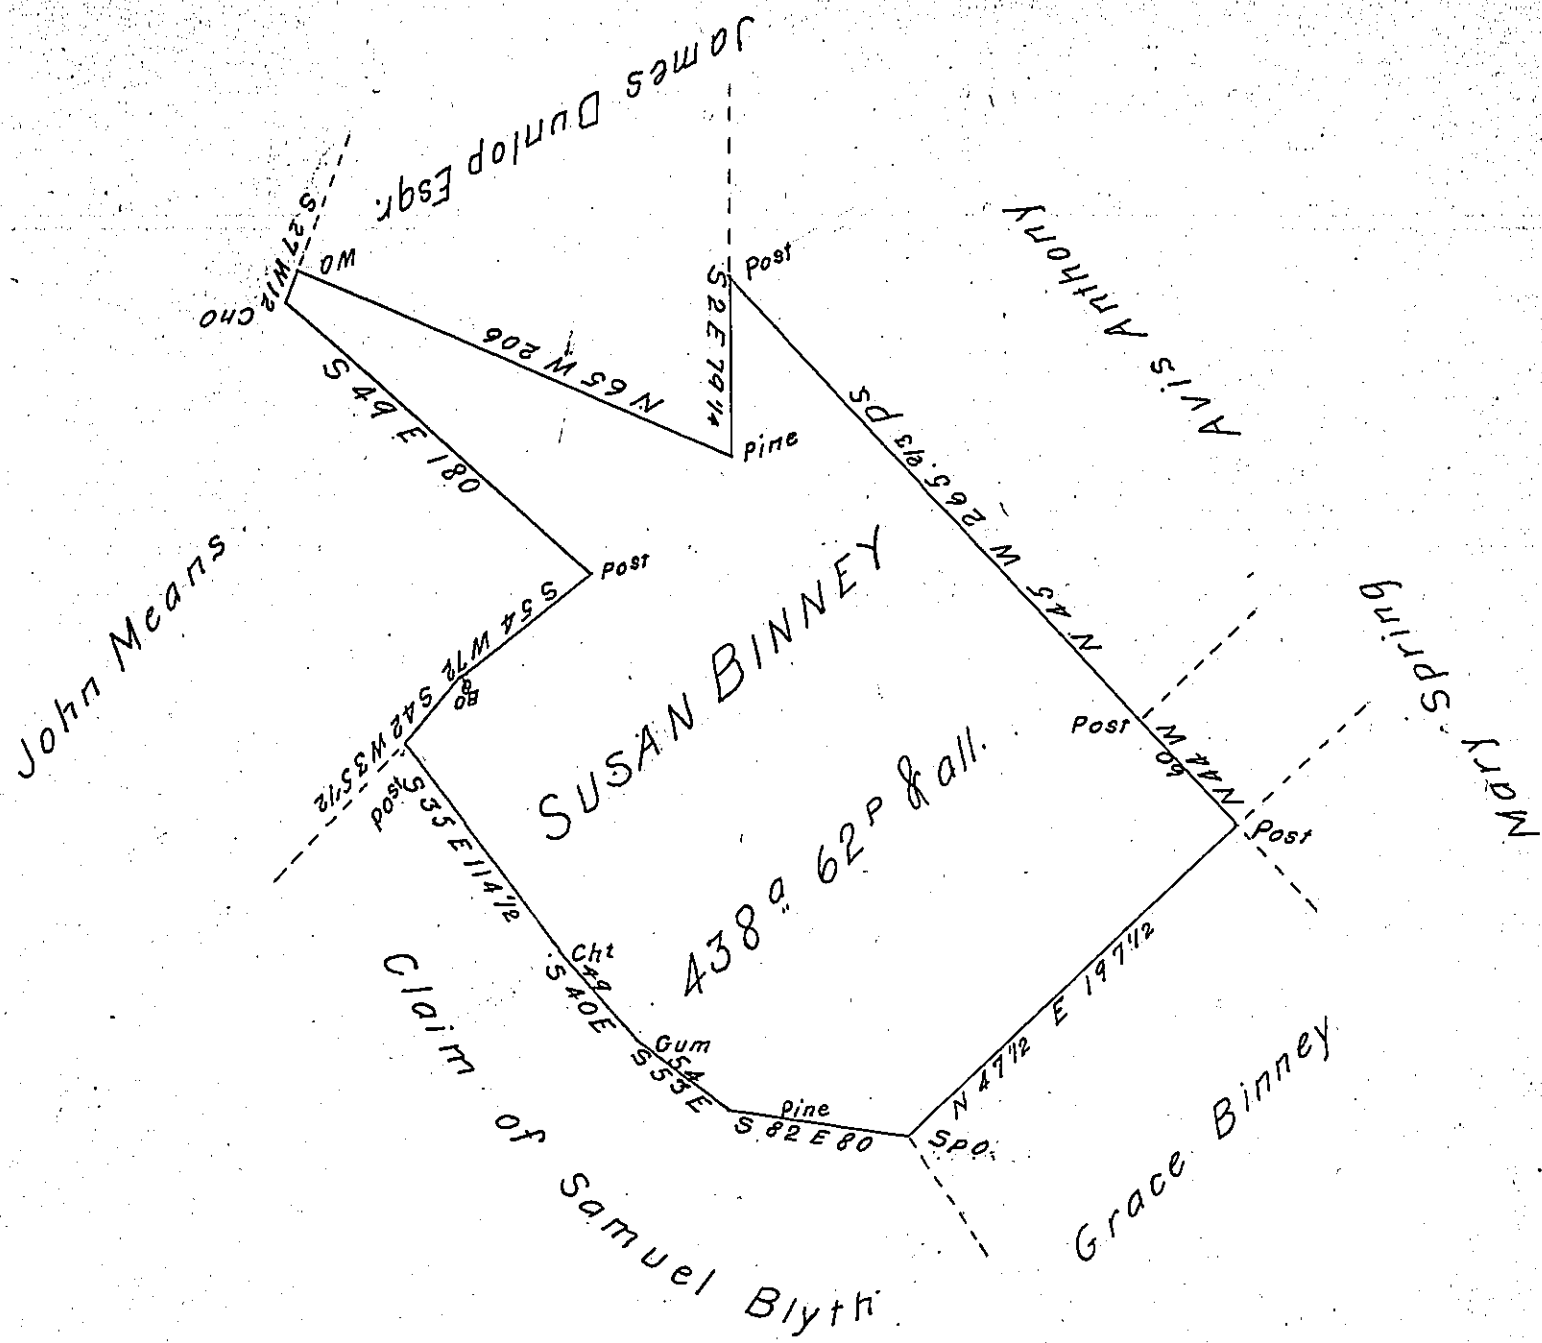 James Dunlop Esqr.
S 27 W 12
WO
Cho
N 65 W 206
S 2 E 74 1/4
Post
Pine
Avis Anthony
S 49 E 180
Post
N 45 W 265.43 ps
John Means
S 54 W 72
BO
S 42 W 35 1/2
Post
SUSAN BINNEY
438 a 62 P & all.
Mary Spring
Post
N 44 W
60
Post
S 35 E 114 1/2
Cht
49
S 40 E
Gum
54
S 53 E
Pine
S 82 E 80
Spo.
N 47 1/2 E 197 1/2
Claim of Samuel Blyth
Grace Binney